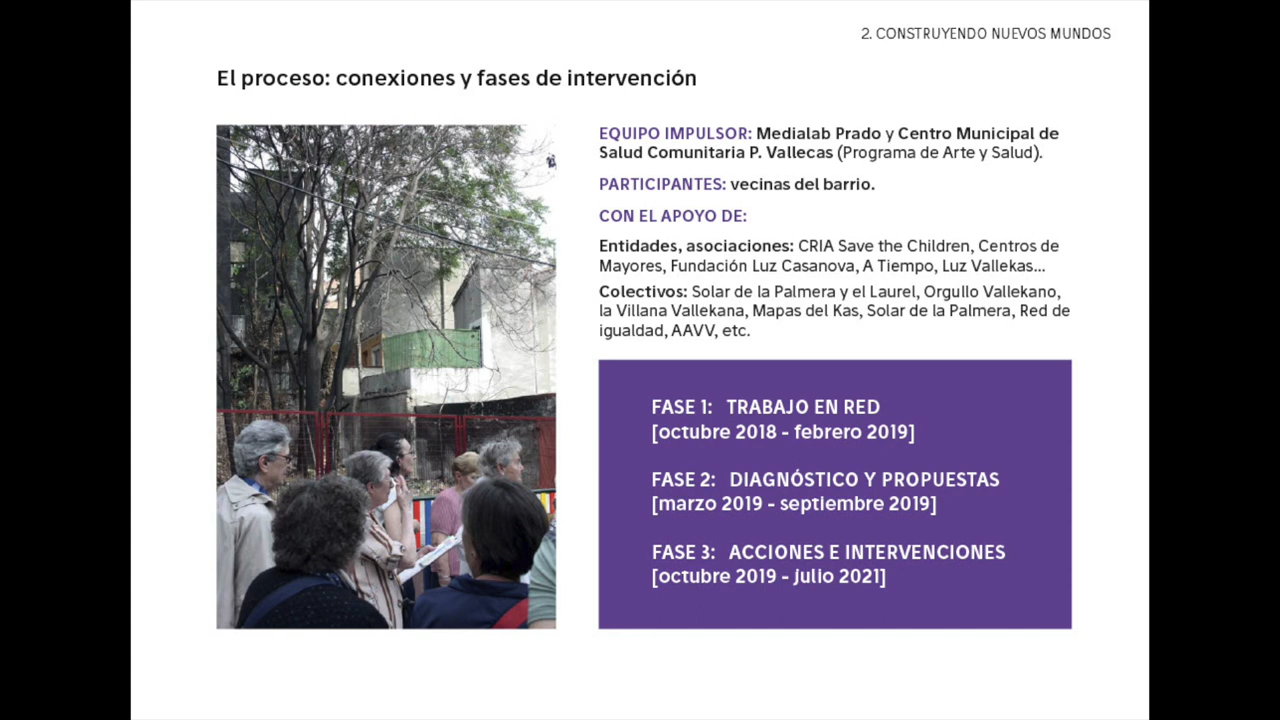 2. CONSTRUYENDO NUEVOS MUNDOS
El proceso: conexiones y fases de intervención
EQUIPO IMPULSOR: Medialab Prado y Centro Municipal de
Salud Comunitaria P. Vallecas (Programa de Arte y Salud).
PARTICIPANTES: vecinas del barrio.
CON EL APOYO DE:
Entidades, asociaciones: CRIA Save the Children, Centros de
Mayores, Fundación Luz Casanova, A Tiempo, Luz Vallekas...
Colectivos: Solar de la Palmera y el Laurel, Orgullo Vallekano,
la Villana Vallekana, Mapas del Kas, Solar de la Palmera, Red de
igualdad, AAVV, etc.
FASE 1: TRABAJO EN RED
[octubre 2018 - febrero 2019]
FASE 2: DIAGNÓSTICO Y PROPUESTAS
[marzo 2019 - septiembre 2019]
FASE 3: ACCIONES E INTERVENCIONES
[octubre 2019 - julio 2021]